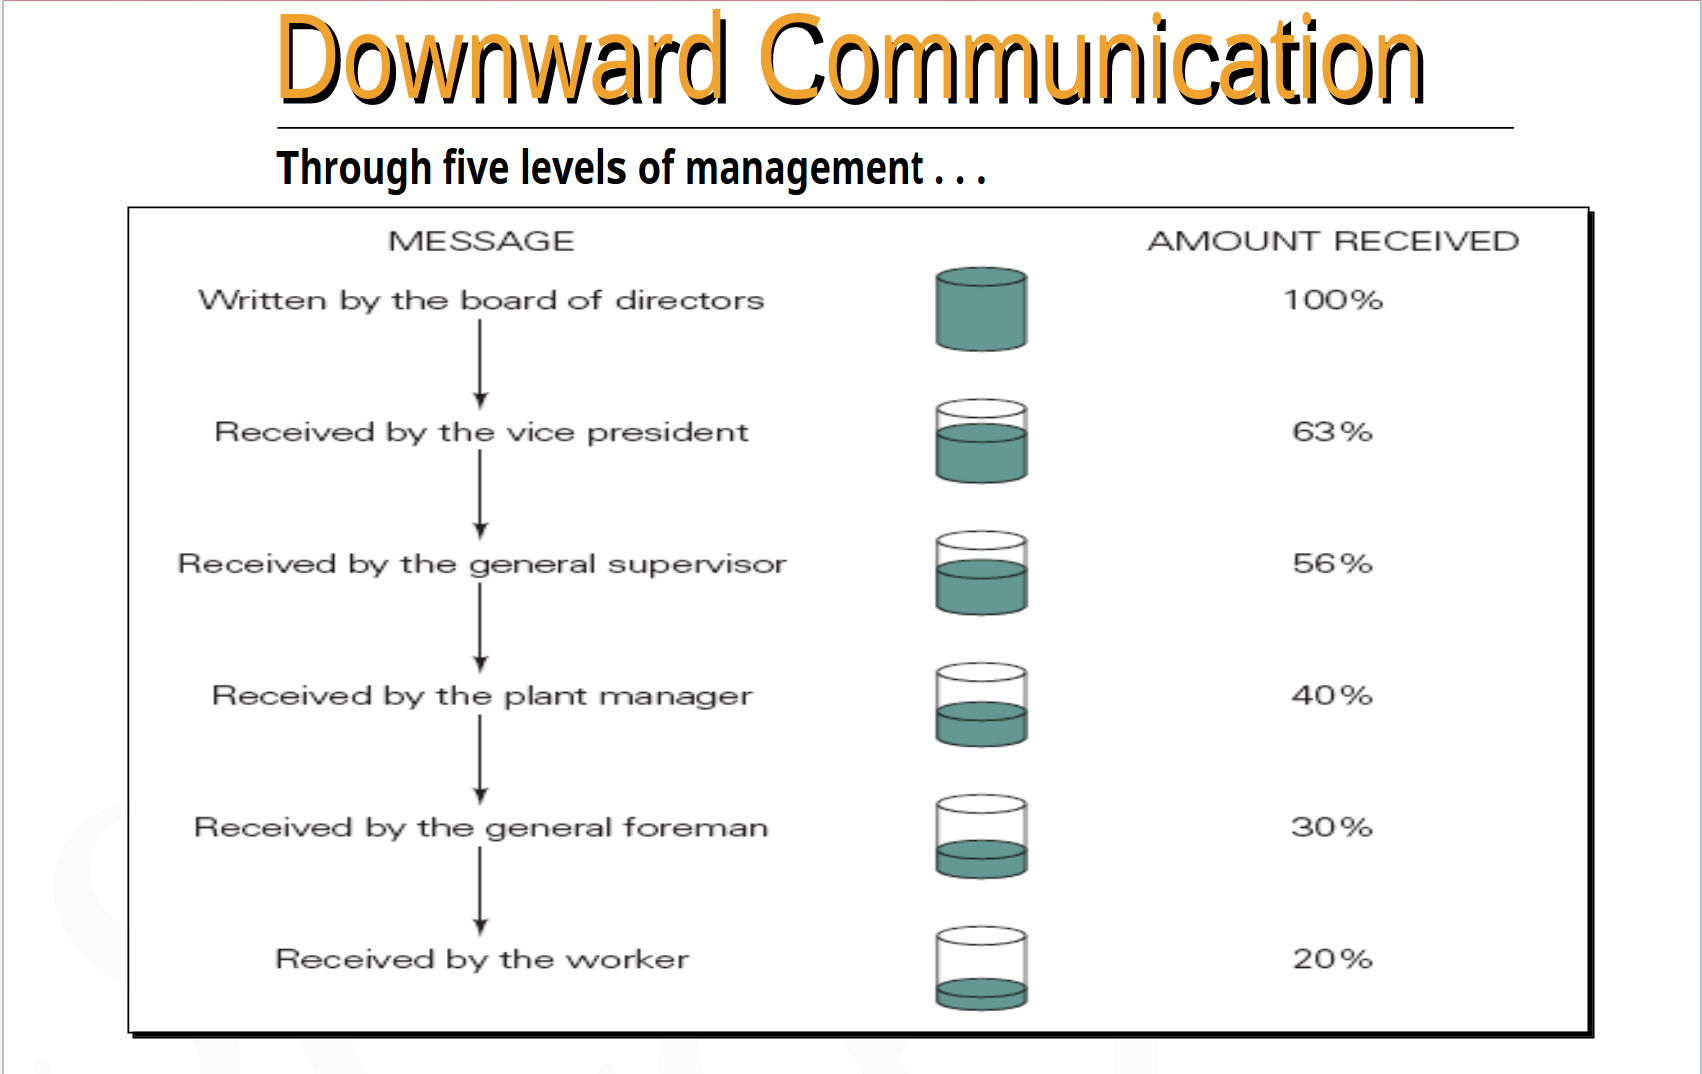 Downward Communication
Through five levels of management . . .
MESSAGE AMOUNT RECEIVED
Written by the board of directors 100%
Received by the vice president 63%
Received by the general supervisor 56%
Received by the plant manager 40%
Received by the general foreman 30%
Received by the worker 20%